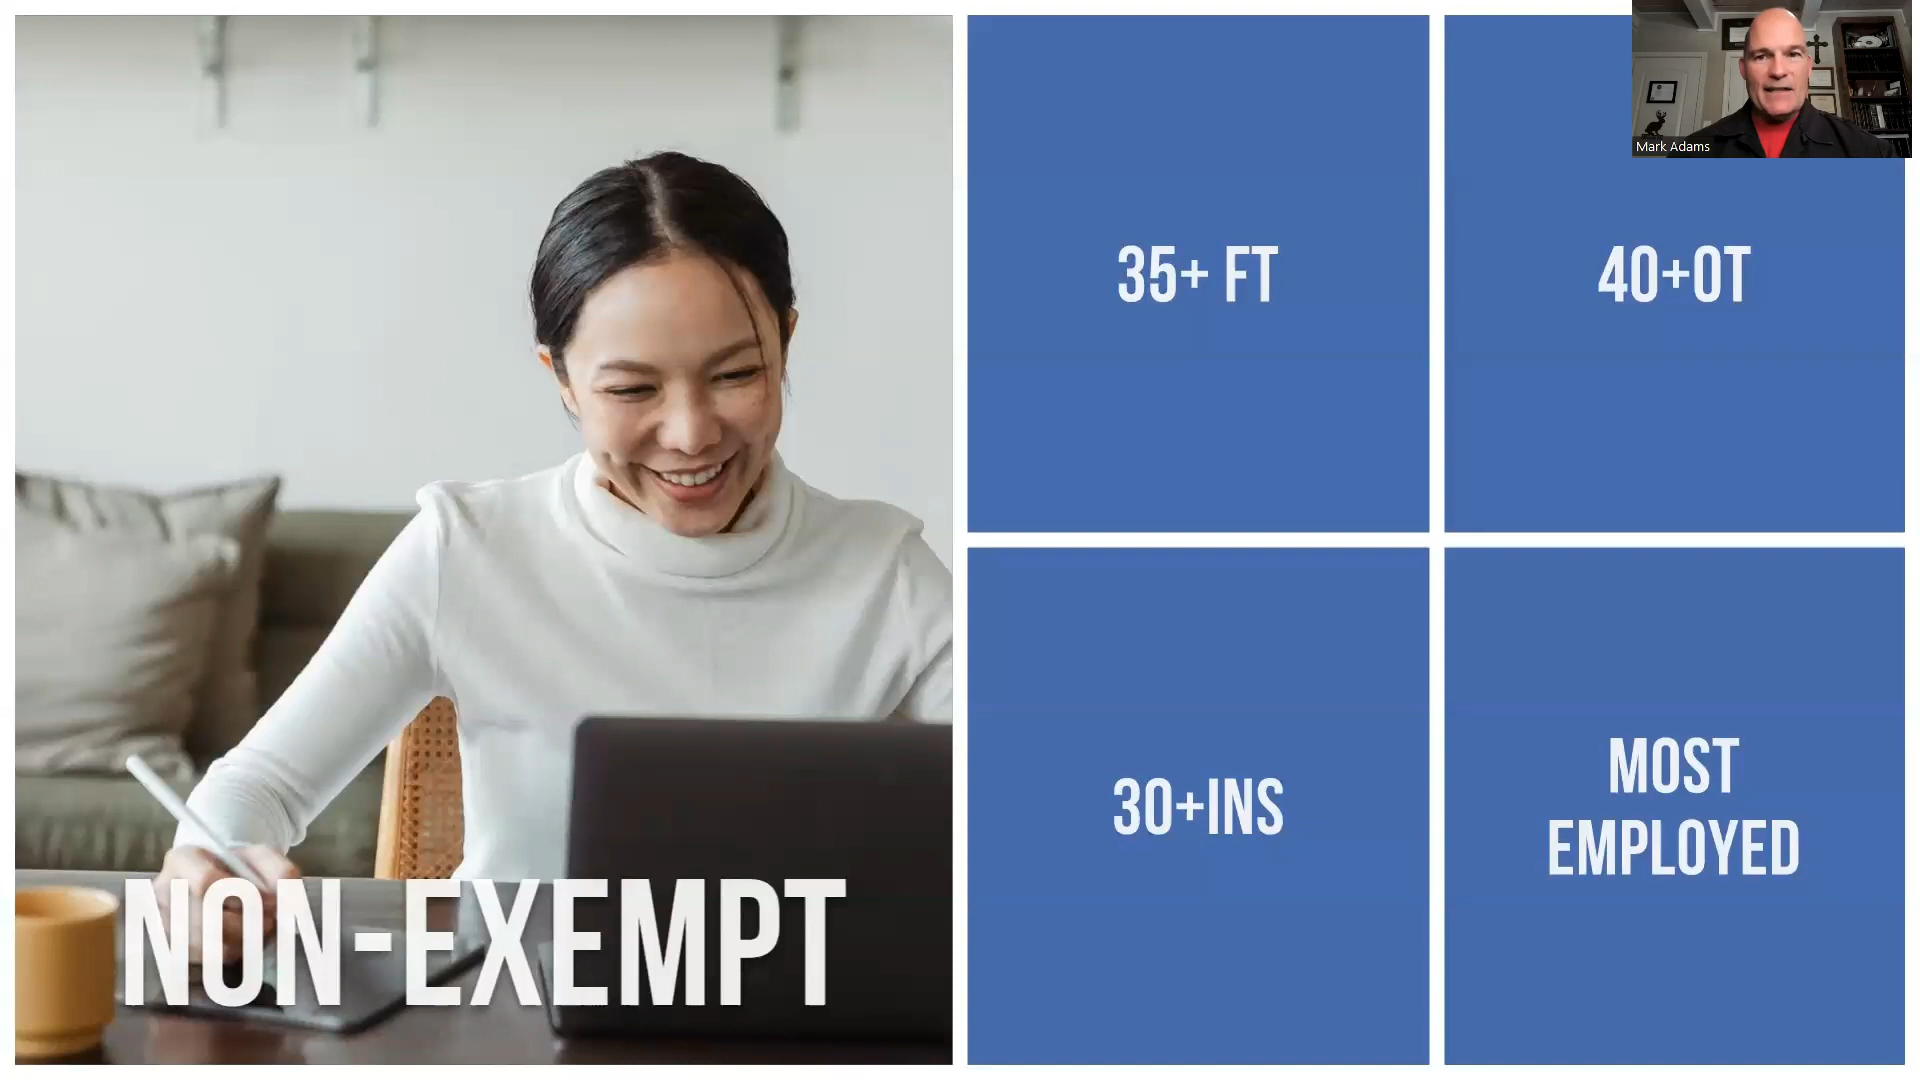 35+ FT
40+OT
Mark Adams
30+INS
MOST
EMPLOYED
NON-EXEMPT